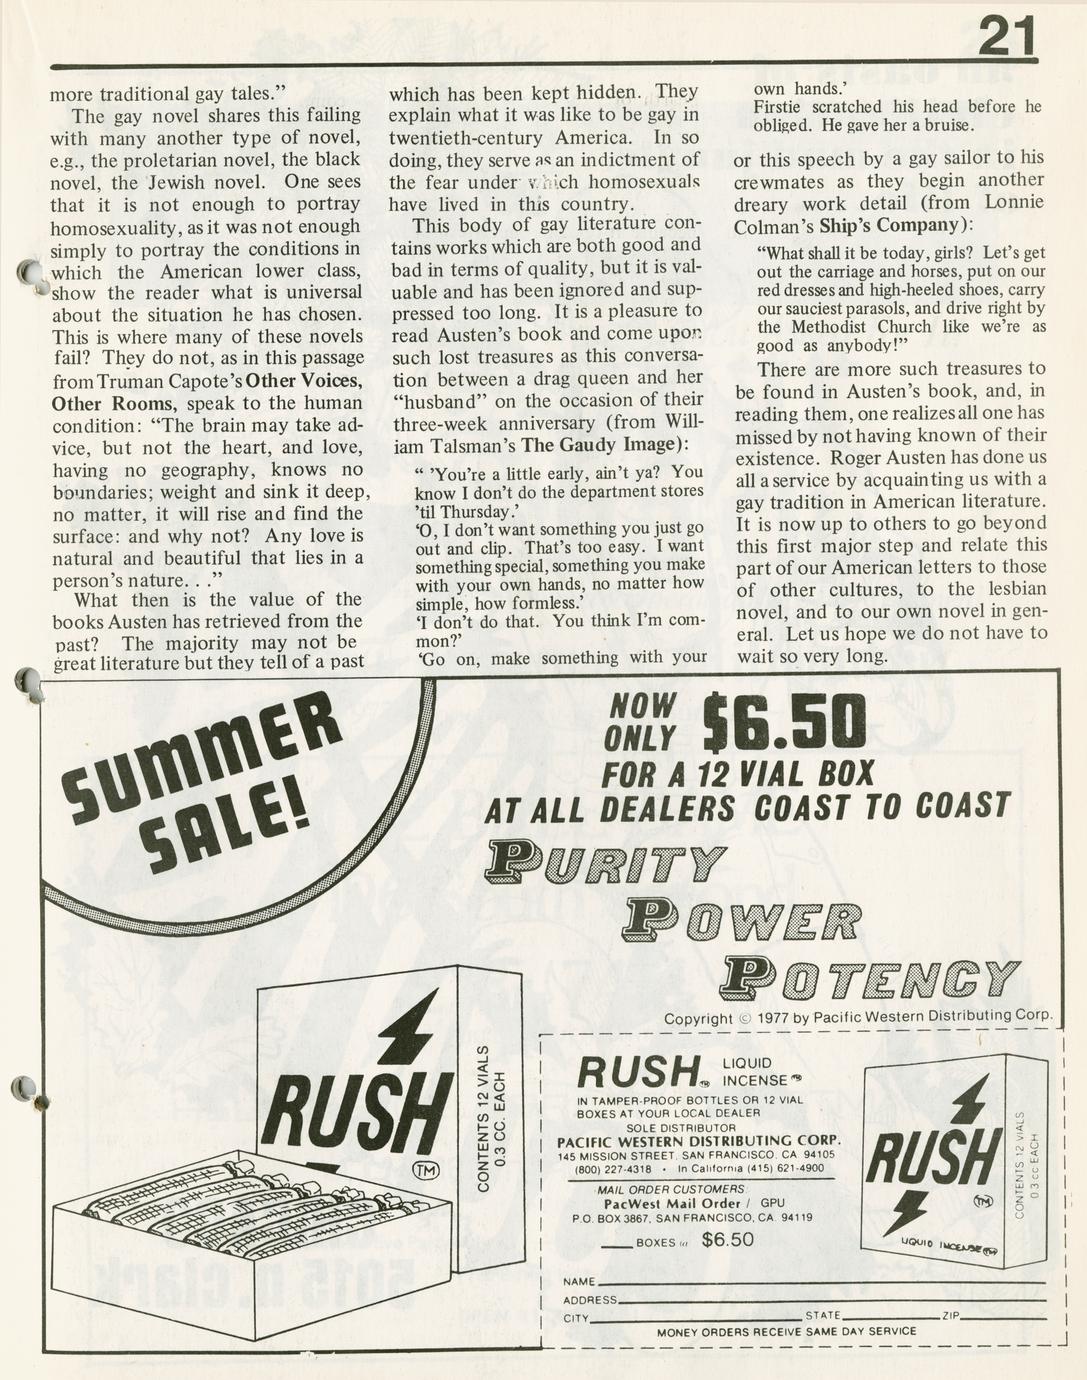 21
more traditional gay tales.”
The gay novel shares this failing
with many another type of novel,
e.g., the proletarian novel, the black
novel, the Jewish novel. One sees
that it is not enough to portray
homosexuality, as it was not enough
simply to portray the conditions in
which the American lower class,
show the reader what is universal
about the situation he has chosen.
This is where many of these novels
fail? They do not, as in this passage
from Truman Capote's Other Voices,
Other Rooms, speak to the human
condition: “The brain may take ad-
vice, but not the heart, and love,
having no geography, knows no
boundaries; weight and sink it deep,
no matter, it will rise and find the
surface: and why not? Any love is
natural and beautiful that lies in a
person's nature. . .”
What then is the value of the
books Austen has retrieved from the
past? The majority may not be
great literature but they tell of a past
which has been kept hidden. They
explain what it was like to be gay in
twentieth-century America. In so
doing, they serve as an indictment of
the fear under which homosexuals
have lived in this country.
This body of gay literature con-
tains works which are both good and
bad in terms of quality, but it is val-
uable and has been ignored and sup-
pressed too long. It is a pleasure to
read Austen's book and come upon
such lost treasures as this conversa-
tion between a drag queen and her
“husband” on the occasion of their
three-week anniversary (from Will-
iam Talsman's The Gaudy Image):
“ 'You're a little early, ain't ya? You
know I don't do the department stores
'til Thursday.'
'O, I don't want something you just go
out and clip. That's too easy. I want
something special, something you make
with your own hands, no matter how
simple, how formless.'
'I don't do that. You think I'm com-
mon?'
'Go on, make something with your
own hands.'
Firstie scratched his head before he
obliged. He gave her a bruise.
or this speech by a gay sailor to his
crewmates as they begin another
dreary work detail (from Lonnie
Colman's Ship's Company):
“What shall it be today, girls? Let's get
out the carriage and horses, put on our
red dresses and high-heeled shoes, carry
our sauciest parasols, and drive right by
the Methodist Church like we're as
good as anybody!”
There are more such treasures to
be found in Austen's book, and, in
reading them, one realizes all one has
missed by not having known of their
existence. Roger Austen has done us
all a service by acquainting us with a
gay tradition in American literature.
It is now up to others to go beyond
this first major step and relate this
part of our American letters to those
of other cultures, to the lesbian
novel, and to our own novel in gen-
eral. Let us hope we do not have to
wait so very long.
SUMMER
SALE!
NOW
ONLY $6.50
FOR A 12 VIAL BOX
AT ALL DEALERS COAST TO COAST
PURITY
POWER
POTENCY
Copyright © 1977 by Pacific Western Distributing Corp.
RUSH
TM
CONTENTS 12 VIALS
0.3 CC. EACH
RUSH TM LIQUID
INCENSE TM
IN TAMPER-PROOF BOTTLES OR 12 VIAL
BOXES AT YOUR LOCAL DEALER
SOLE DISTRIBUTOR
PACIFIC WESTERN DISTRIBUTING CORP.
145 MISSION STREET, SAN FRANCISCO, CA 94105
(800) 227-4318 • In California (415) 621-4900
MAIL ORDER CUSTOMERS:
PacWest Mail Order / GPU
P.O. BOX 3867, SAN FRANCISCO, CA. 94119
BOXES @ $6.50
RUSH
TM
LIQUID INCENSE TM
CONTENTS 12 VIALS
0.3 cc EACH
NAME
ADDRESS
CITY STATE ZIP
MONEY ORDERS RECEIVE SAME DAY SERVICE